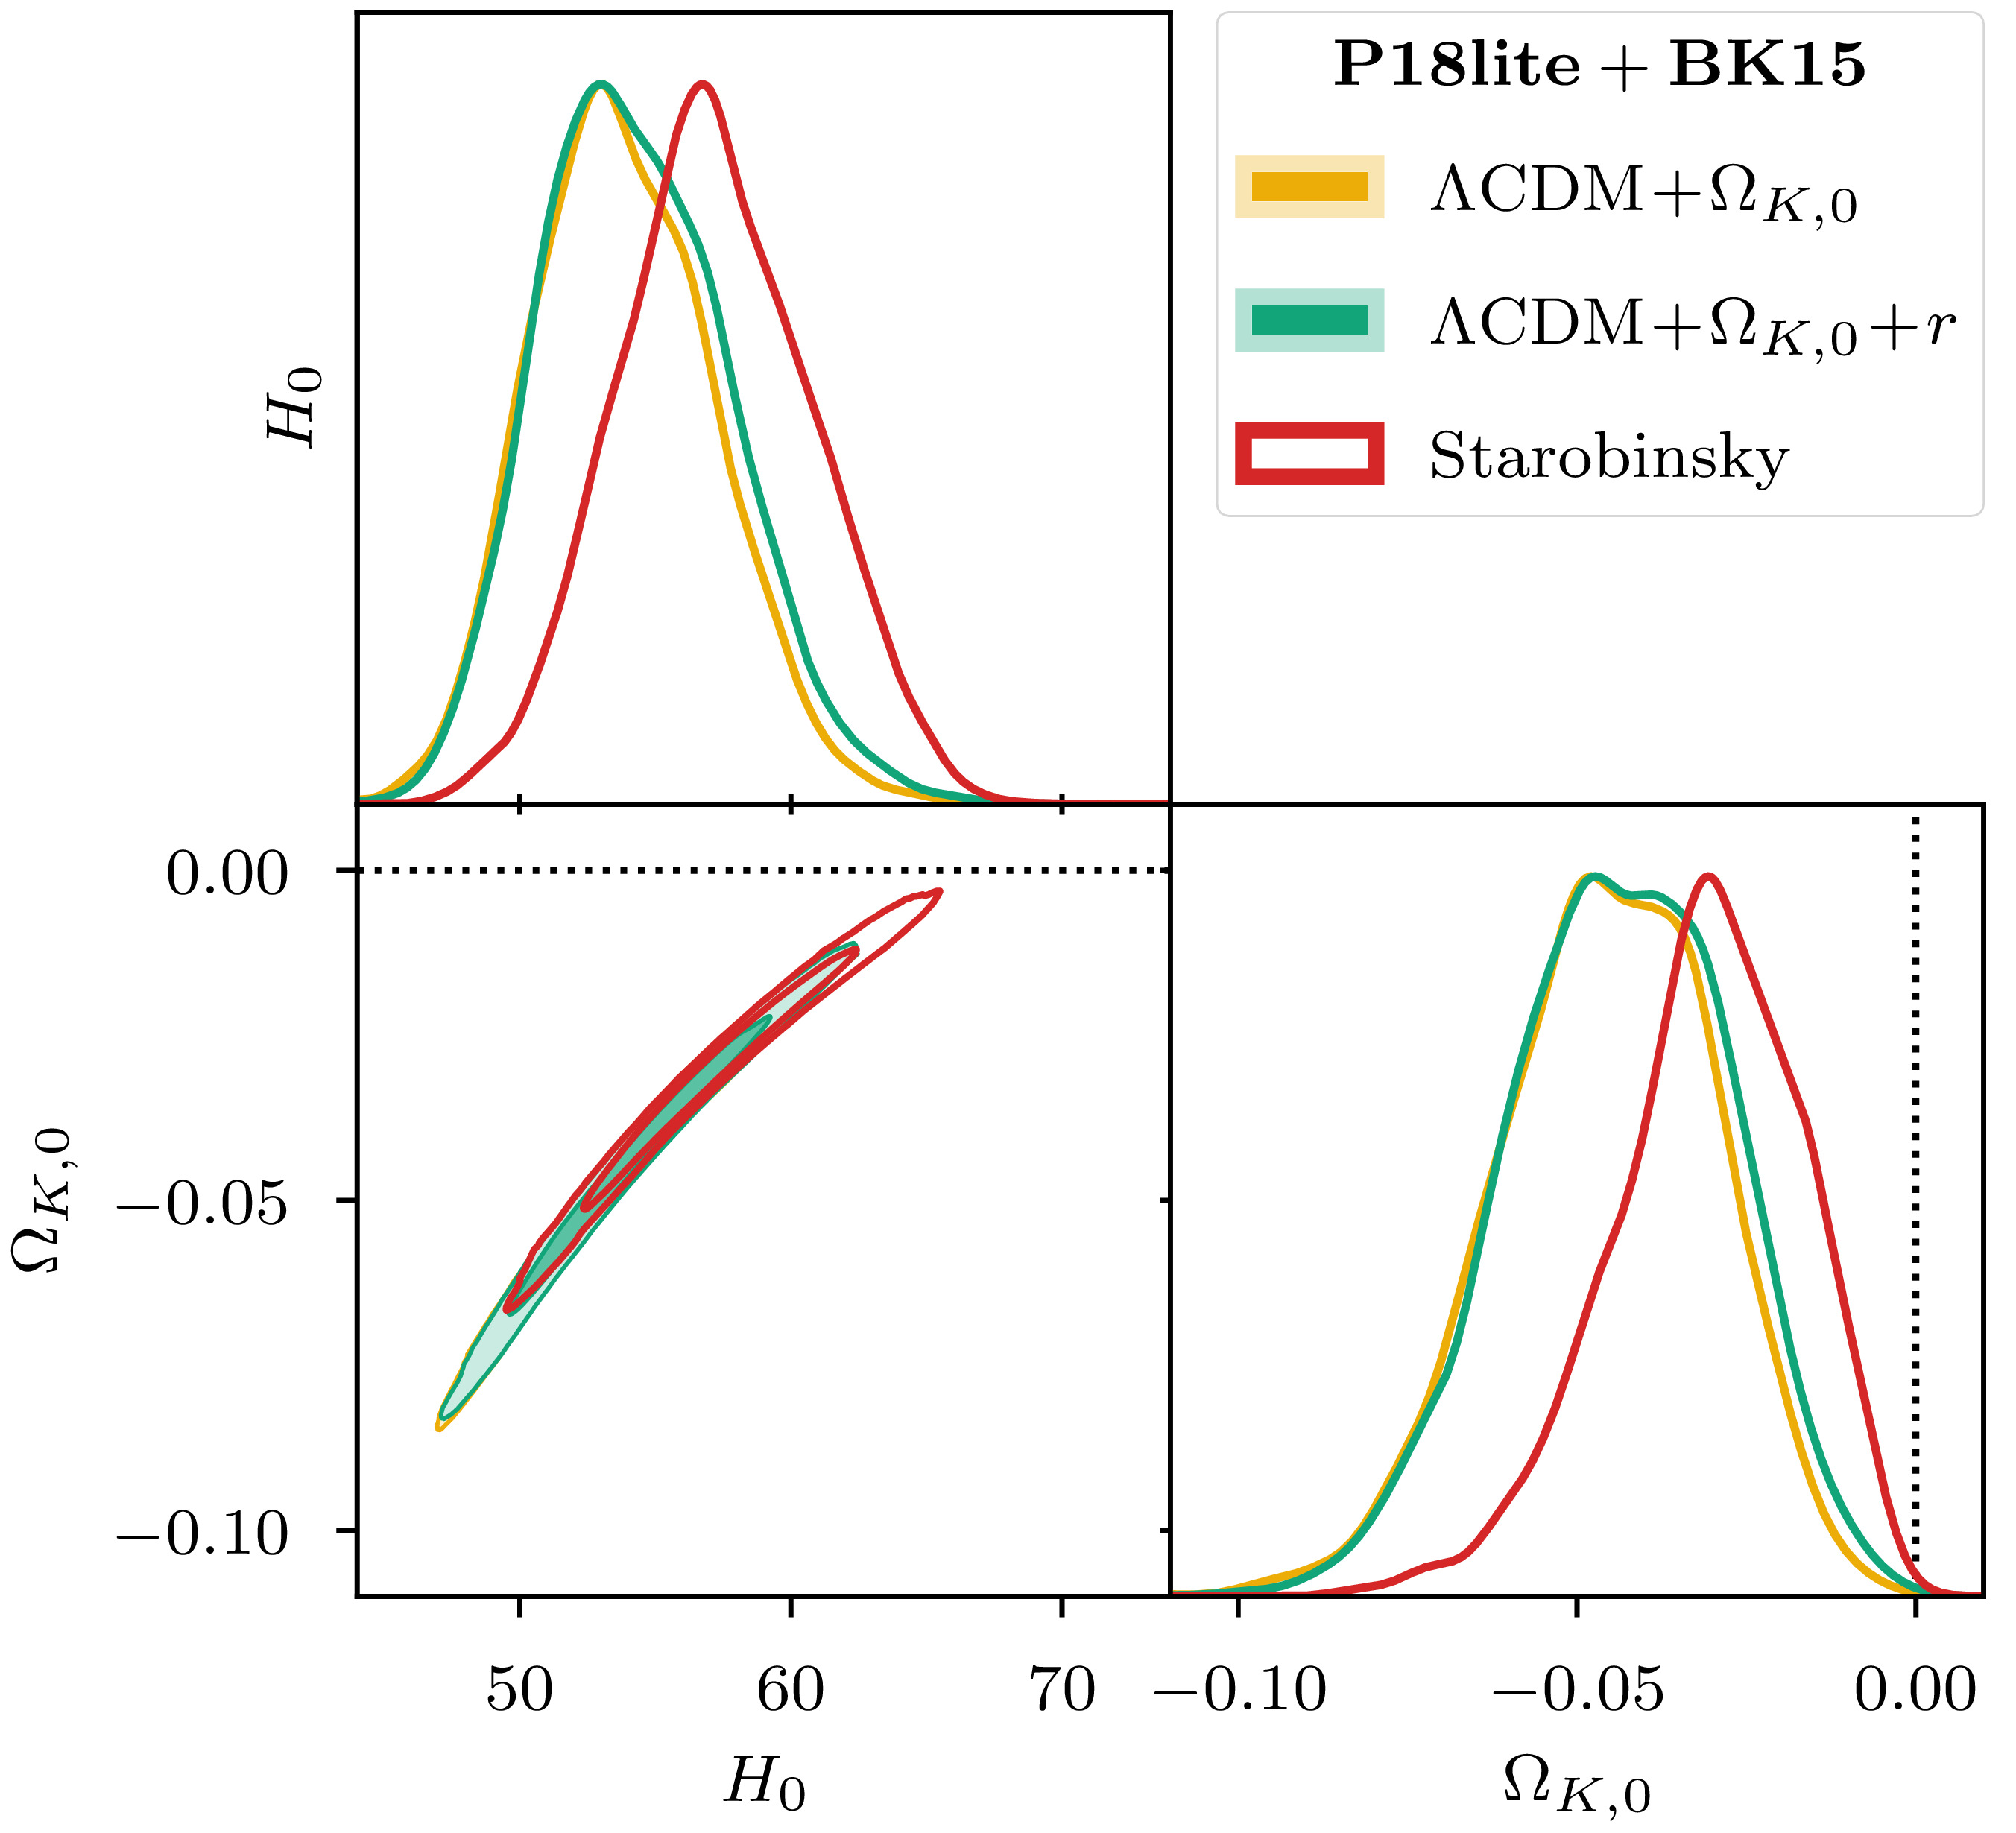 P18lite + BK15
ΛCDM+Ω_{K,0}
ΛCDM+Ω_{K,0}+r
Starobinsky
H_0
0.00
−0.05
−0.10
Ω_{K,0}
50 60 70 −0.10 −0.05 0.00
H_0 Ω_{K,0}